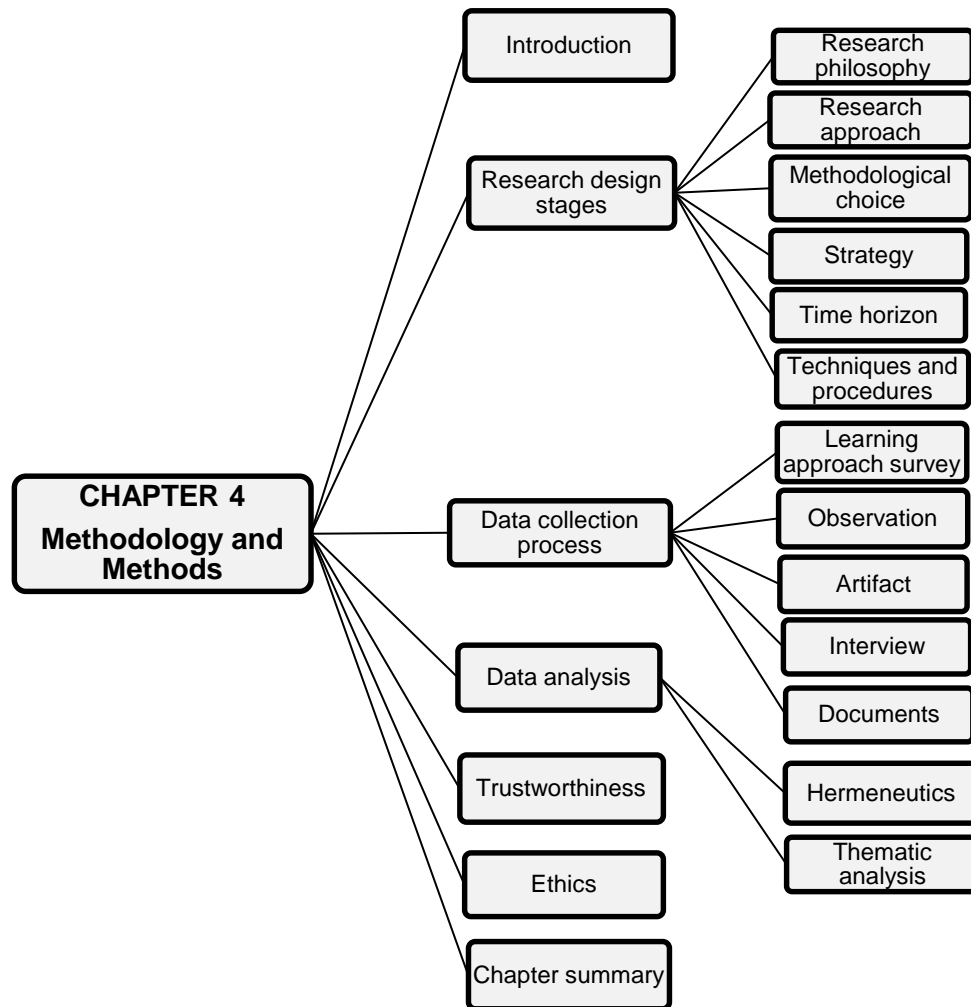 CHAPTER 4
Methodology and
Methods
Introduction
Research design
stages
Research
philosophy
Research
approach
Methodological
choice
Strategy
Time horizon
Techniques and
procedures
Data collection
process
Learning
approach survey
Observation
Artifact
Interview
Documents
Data analysis
Hermeneutics
Thematic
analysis
Trustworthiness
Ethics
Chapter summary